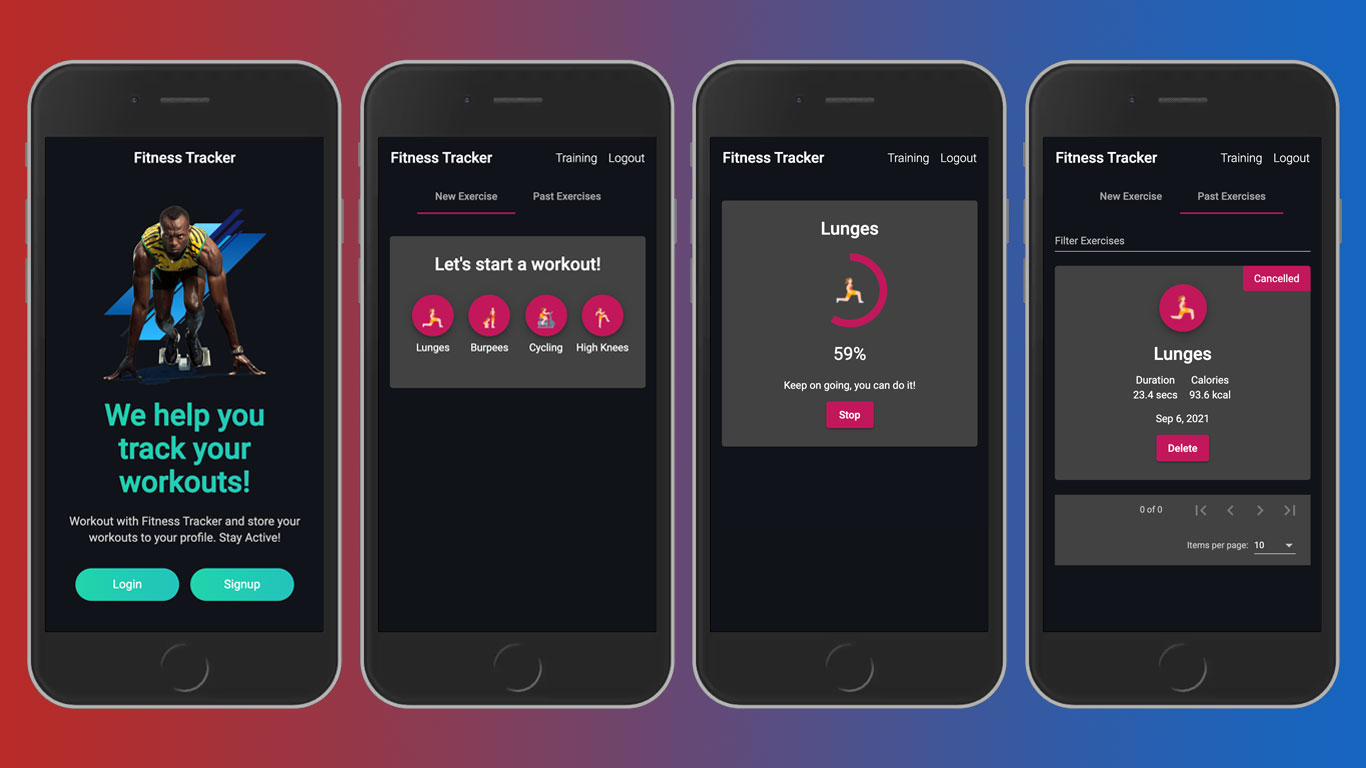 Fitness Tracker
We help you
track your
workouts!
Workout with Fitness Tracker and store your
workouts to your profile. Stay Active!
Login Signup
Fitness Tracker Training Logout
New Exercise Past Exercises
Let's start a workout!
Lunges Burpees Cycling High Knees
Fitness Tracker Training Logout
Lunges
59%
Keep on going, you can do it!
Stop
Fitness Tracker Training Logout
New Exercise Past Exercises
Filter Exercises
Cancelled
Lunges
Duration Calories
23.4 secs 93.6 kcal
Sep 6, 2021
Delete
0 of 0
Items per page: 10